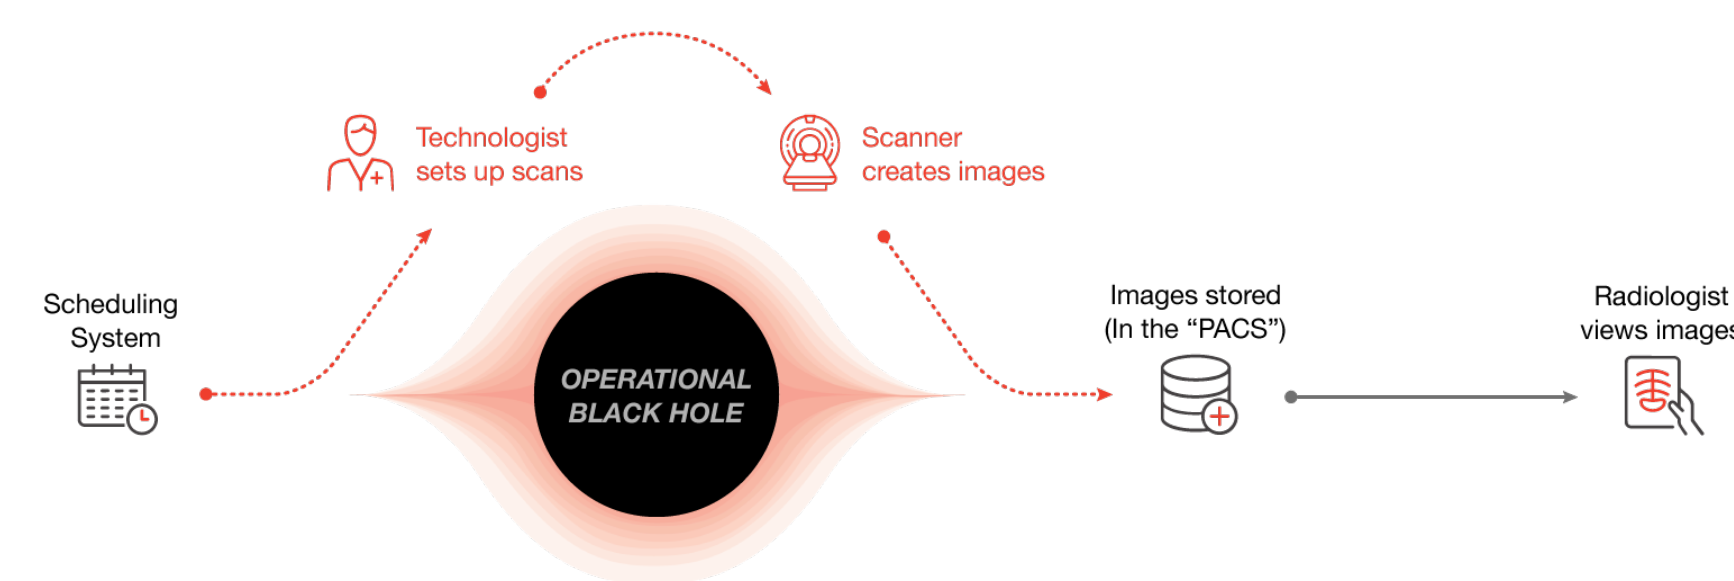 Technologist
sets up scans
Scanner
creates images
Scheduling
System
OPERATIONAL
BLACK HOLE
Images stored
(In the “PACS”)
Radiologist
views images